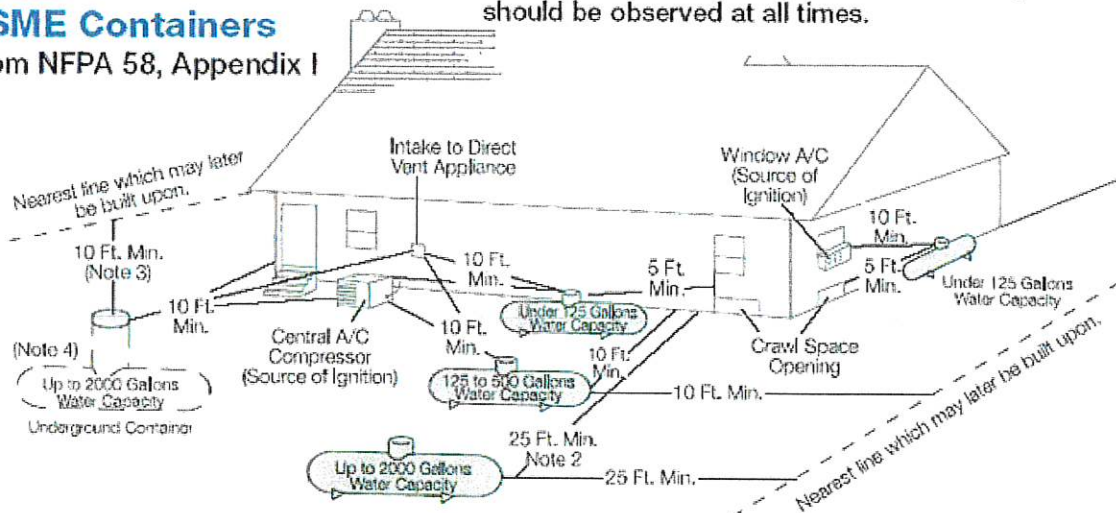 SME Containers
om NFPA 58, Appendix I
should be observed at all times.
Intake to Direct
Vent Appliance
Window A/C
(Source of
Ignition)
Nearest line which may later
be built upon.
10 Ft. Min.
(Note 3)
10 Ft.
Min.
10 Ft.
Min.
5 Ft.
Min.
10 Ft.
Min.
5 Ft.
Min.
Under 125 Gallons
Water Capacity
10 Ft.
Min.
Central A/C
Compressor
(Source of Ignition)
Under 125 Gallons
Water Capacity
Crawl Space
Opening
(Note 4)
Up to 2000 Gallons
Water Capacity
Underground Container
125 to 500 Gallons
Water Capacity
10 Ft.
Min.
10 Ft. Min.
25 Ft. Min.
Note 2
Up to 2000 Gallons
Water Capacity
25 Ft. Min.
Nearest line which may later be built upon.